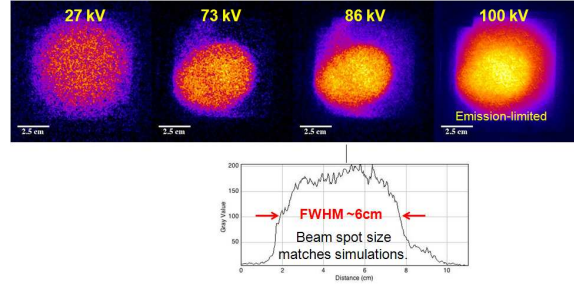 27 kV
73 kV
86 kV
100 kV
2.5 cm
2.5 cm
2.5 cm
2.5 cm
Emission-limited
200
150
100
50
Gray Value
FWHM ~6cm
Beam spot size
matches simulations.
0
2
4
6
8
10
Distance (cm)